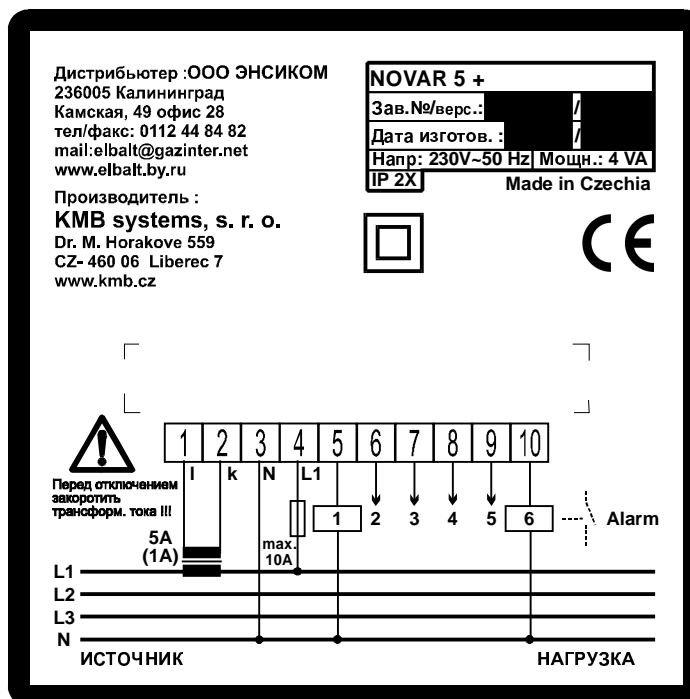 Дистрибьютер :ООО ЭНСИКОМ
236005 Калининград
Камская, 49 офис 28
тел/факс: 0112 44 84 82
mail:elbalt@gazinter.net
www.elbalt.by.ru
Производитель :
KMB systems, s. r. o.
Dr. M. Horakove 559
CZ- 460 06 Liberec 7
www.kmb.cz
NOVAR 5 +
Зав.№/верс.: /
Дата изготов. : /
Напр: 230V~50 Hz Мощн.: 4 VA
IP 2X Made in Czechia
CE
1 2 3 4 5 6 7 8 9 10
l k N L1
Перед отключением
закоротить
трансформ. тока !!!
1 2 3 4 5 6 Alarm
5A
(1A)
max.
10A
L1
L2
L3
N
ИСТОЧНИК НАГРУЗКА